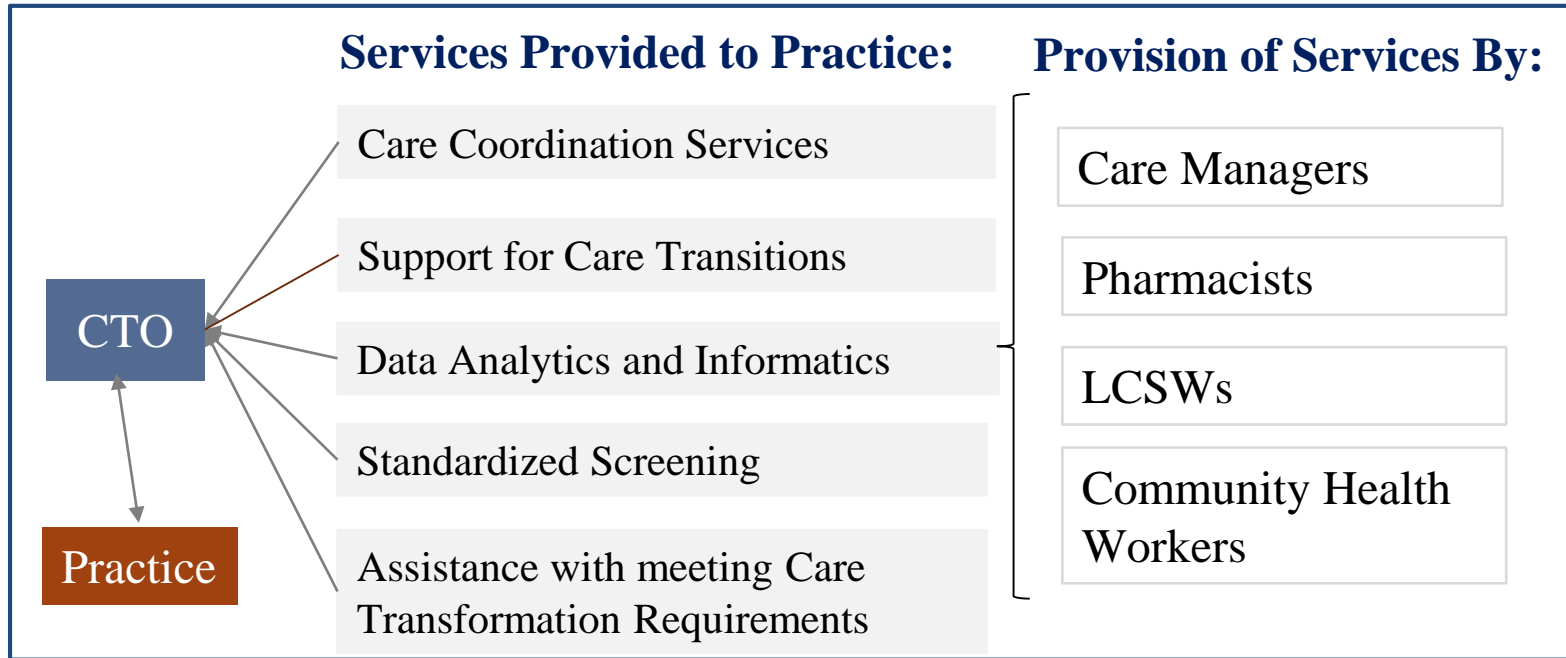 Services Provided to Practice:
Provision of Services By:
Care Coordination Services
Support for Care Transitions
Data Analytics and Informatics
Standardized Screening
Assistance with meeting Care
Transformation Requirements
CTO
Practice
Care Managers
Pharmacists
LCSWs
Community Health
Workers